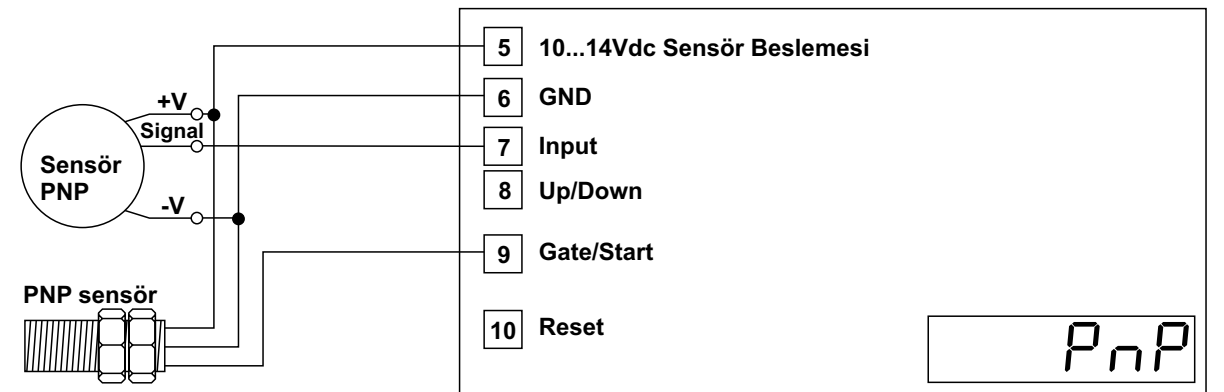 5 10...14Vdc Sensör Beslemesi
+V
6 GND
Signal
7 Input
Sensör
PNP
8 Up/Down
-V
9 Gate/Start
PNP sensör
10 Reset
PnP